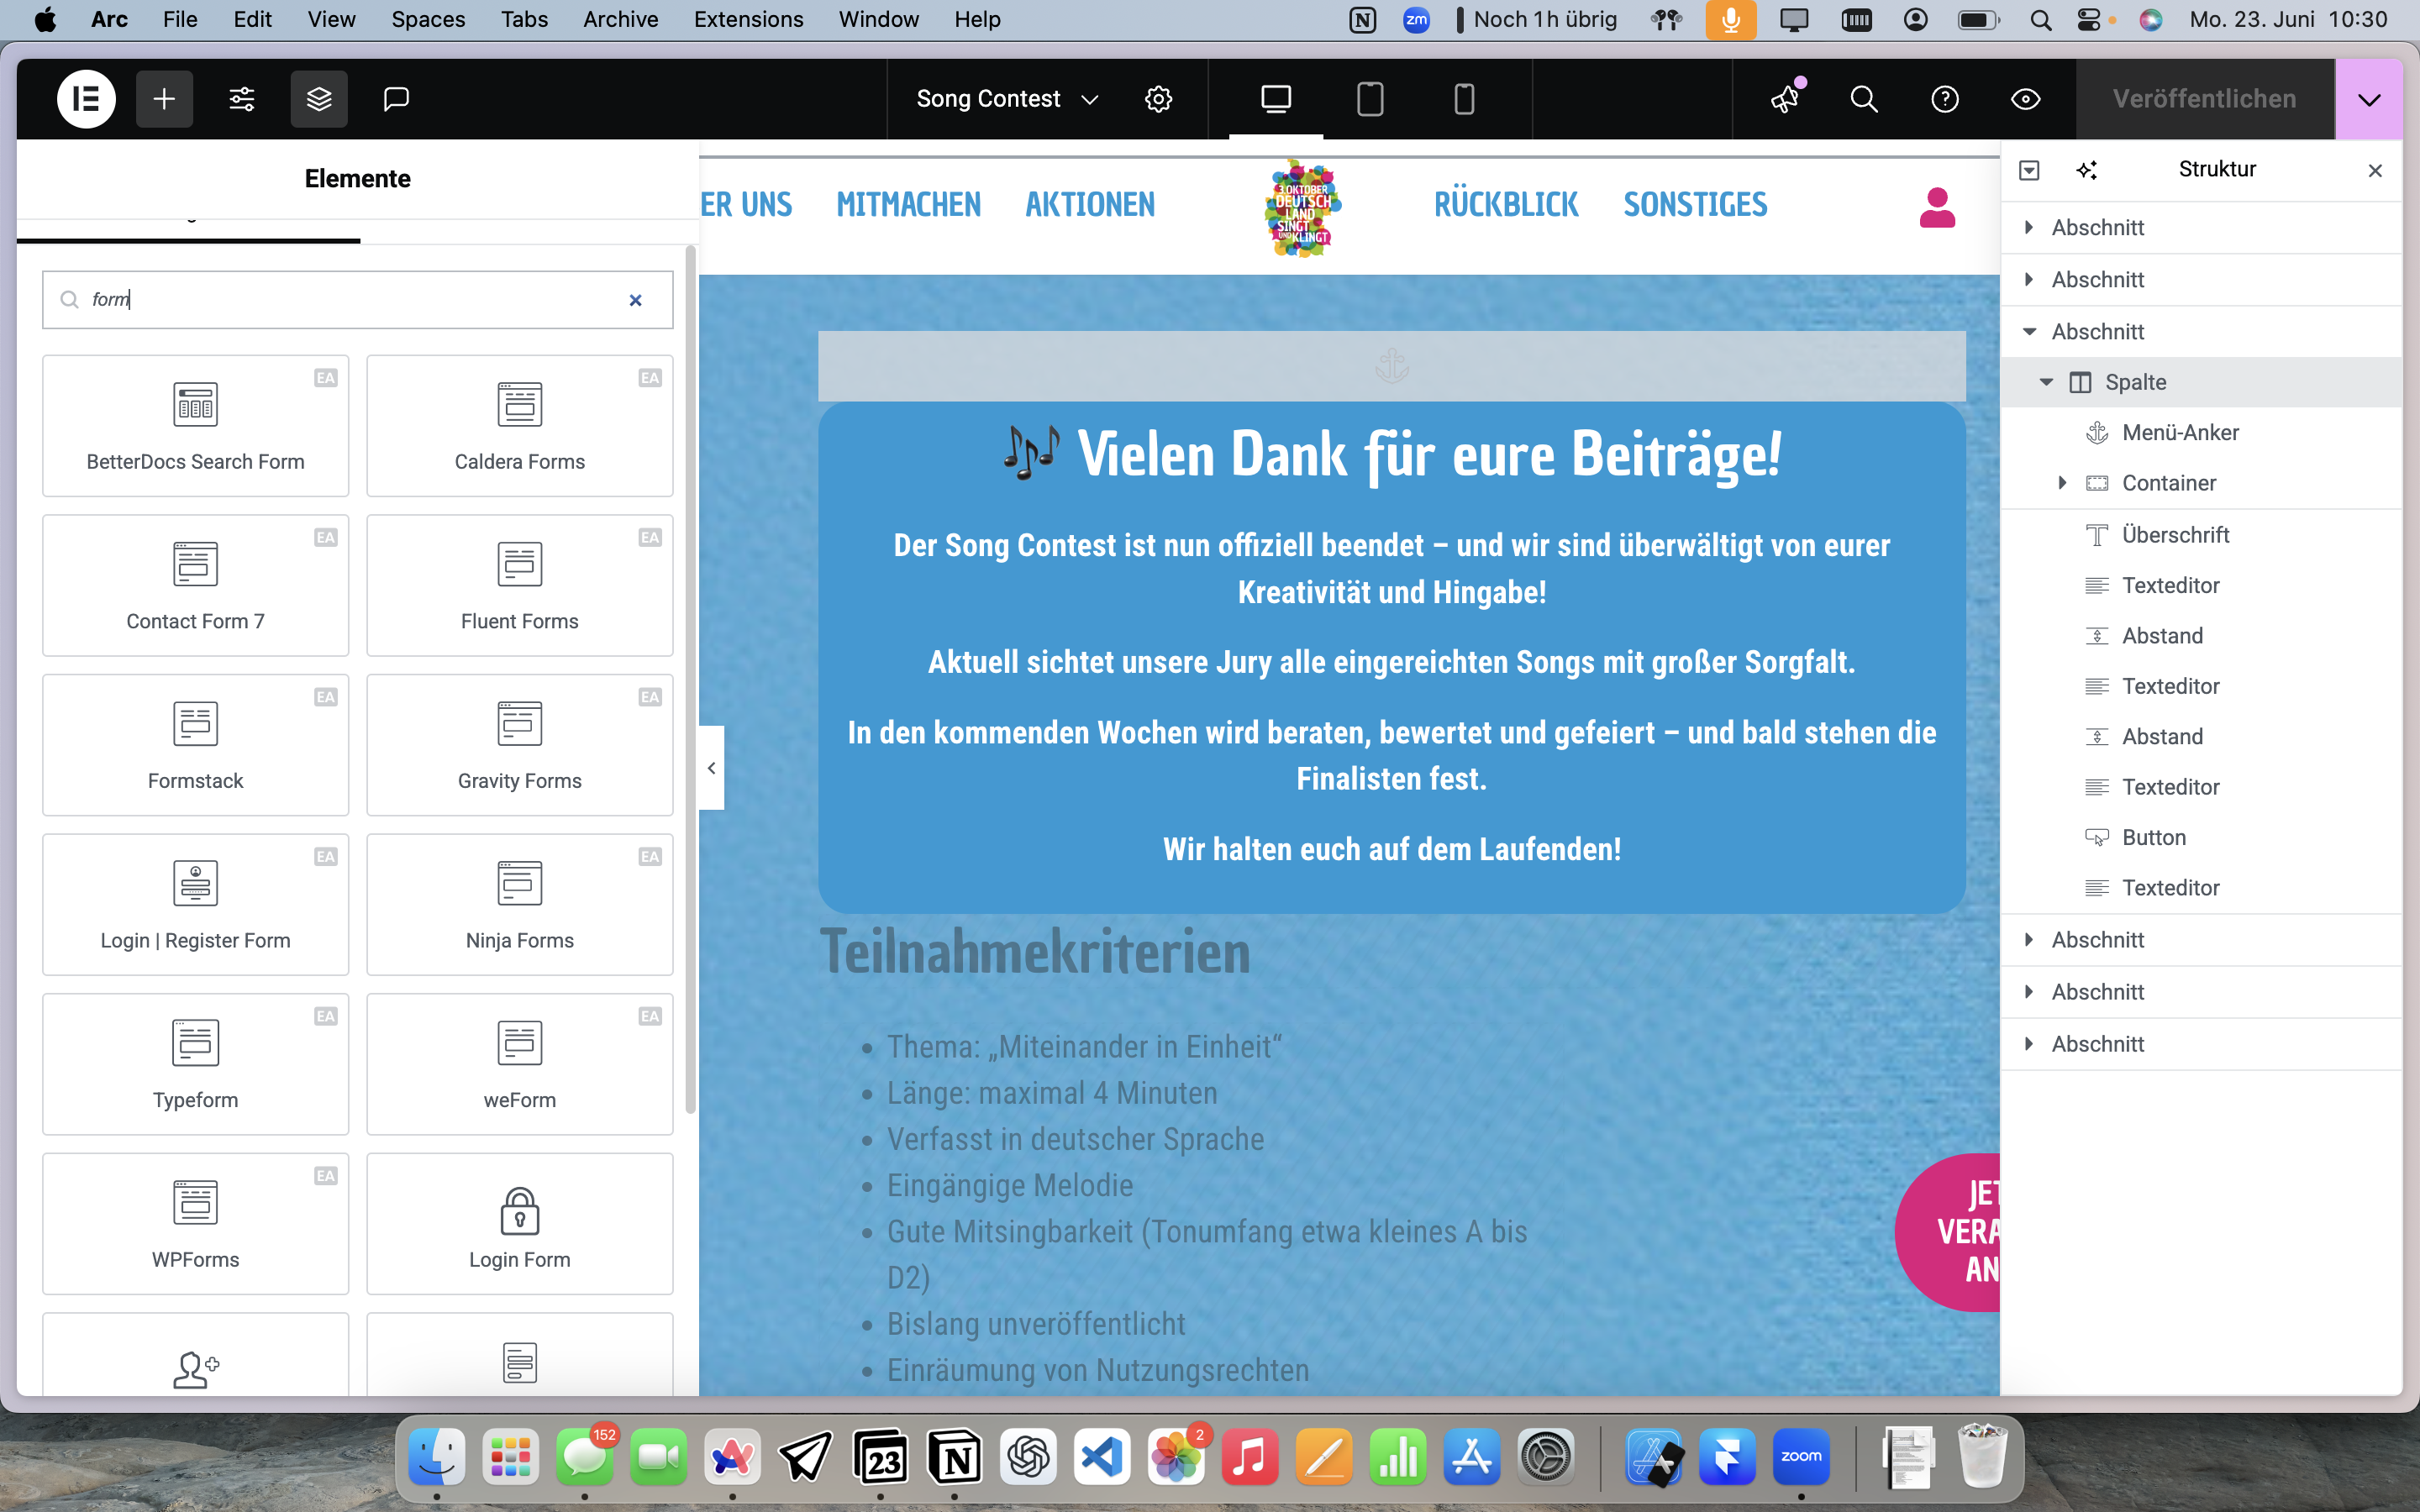 Arc File Edit View Spaces Tabs Archive Extensions Window Help
zm
Noch 1 h übrig
Mo. 23. Juni 10:30
Song Contest
Veröffentlichen
Elemente
form
EA
BetterDocs Search Form
EA
Caldera Forms
EA
Contact Form 7
EA
Fluent Forms
EA
Formstack
EA
Gravity Forms
EA
Login | Register Form
EA
Ninja Forms
EA
Typeform
EA
weForm
EA
WPForms
Login Form
ER UNS
MITMACHEN
AKTIONEN
3.OKTOBER
DEUTSCH
LAND
SINGT
UND KLINGT
RÜCKBLICK
SONSTIGES
🎶 Vielen Dank für eure Beiträge!
Der Song Contest ist nun offiziell beendet – und wir sind überwältigt von eurer
Kreativität und Hingabe!
Aktuell sichtet unsere Jury alle eingereichten Songs mit großer Sorgfalt.
In den kommenden Wochen wird beraten, bewertet und gefeiert – und bald stehen die
Finalisten fest.
Wir halten euch auf dem Laufenden!
Teilnahmekriterien
• Thema: „Miteinander in Einheit“
• Länge: maximal 4 Minuten
• Verfasst in deutscher Sprache
• Eingängige Melodie
• Gute Mitsingbarkeit (Tonumfang etwa kleines A bis
D2)
• Bislang unveröffentlicht
• Einräumung von Nutzungsrechten
JET
VERA
AN
Struktur
Abschnitt
Abschnitt
Abschnitt
Spalte
Menü-Anker
Container
Überschrift
Texteditor
Abstand
Texteditor
Abstand
Texteditor
Button
Texteditor
Abschnitt
Abschnitt
Abschnitt
152
23
2
zoom